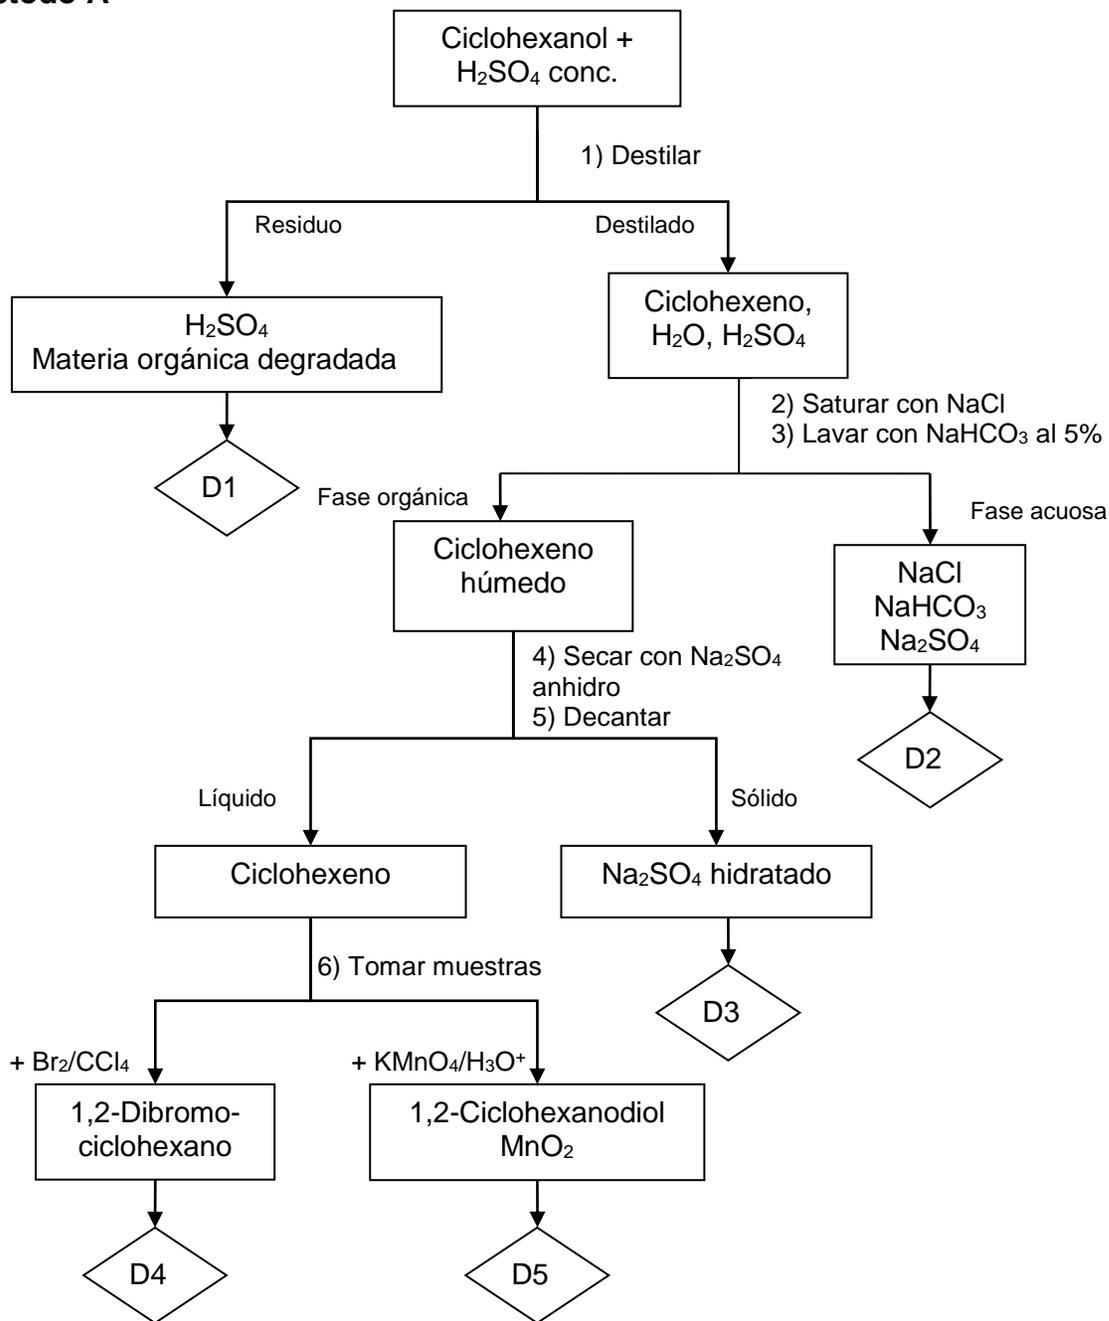 Ciclohexanol +
H₂SO₄ conc.
1) Destilar
Residuo
Destilado
H₂SO₄
Materia orgánica degradada
Ciclohexeno,
H₂O, H₂SO₄
2) Saturar con NaCl
3) Lavar con NaHCO₃ al 5%
D1
Fase orgánica
Fase acuosa
Ciclohexeno
húmedo
NaCl
NaHCO₃
Na₂SO₄
4) Secar con Na₂SO₄
anhidro
5) Decantar
D2
Líquido
Sólido
Ciclohexeno
Na₂SO₄ hidratado
6) Tomar muestras
D3
+ Br₂/CCl₄
+ KMnO₄/H₃O⁺
1,2-Dibromo-
ciclohexano
1,2-Ciclohexanodiol
MnO₂
D4
D5